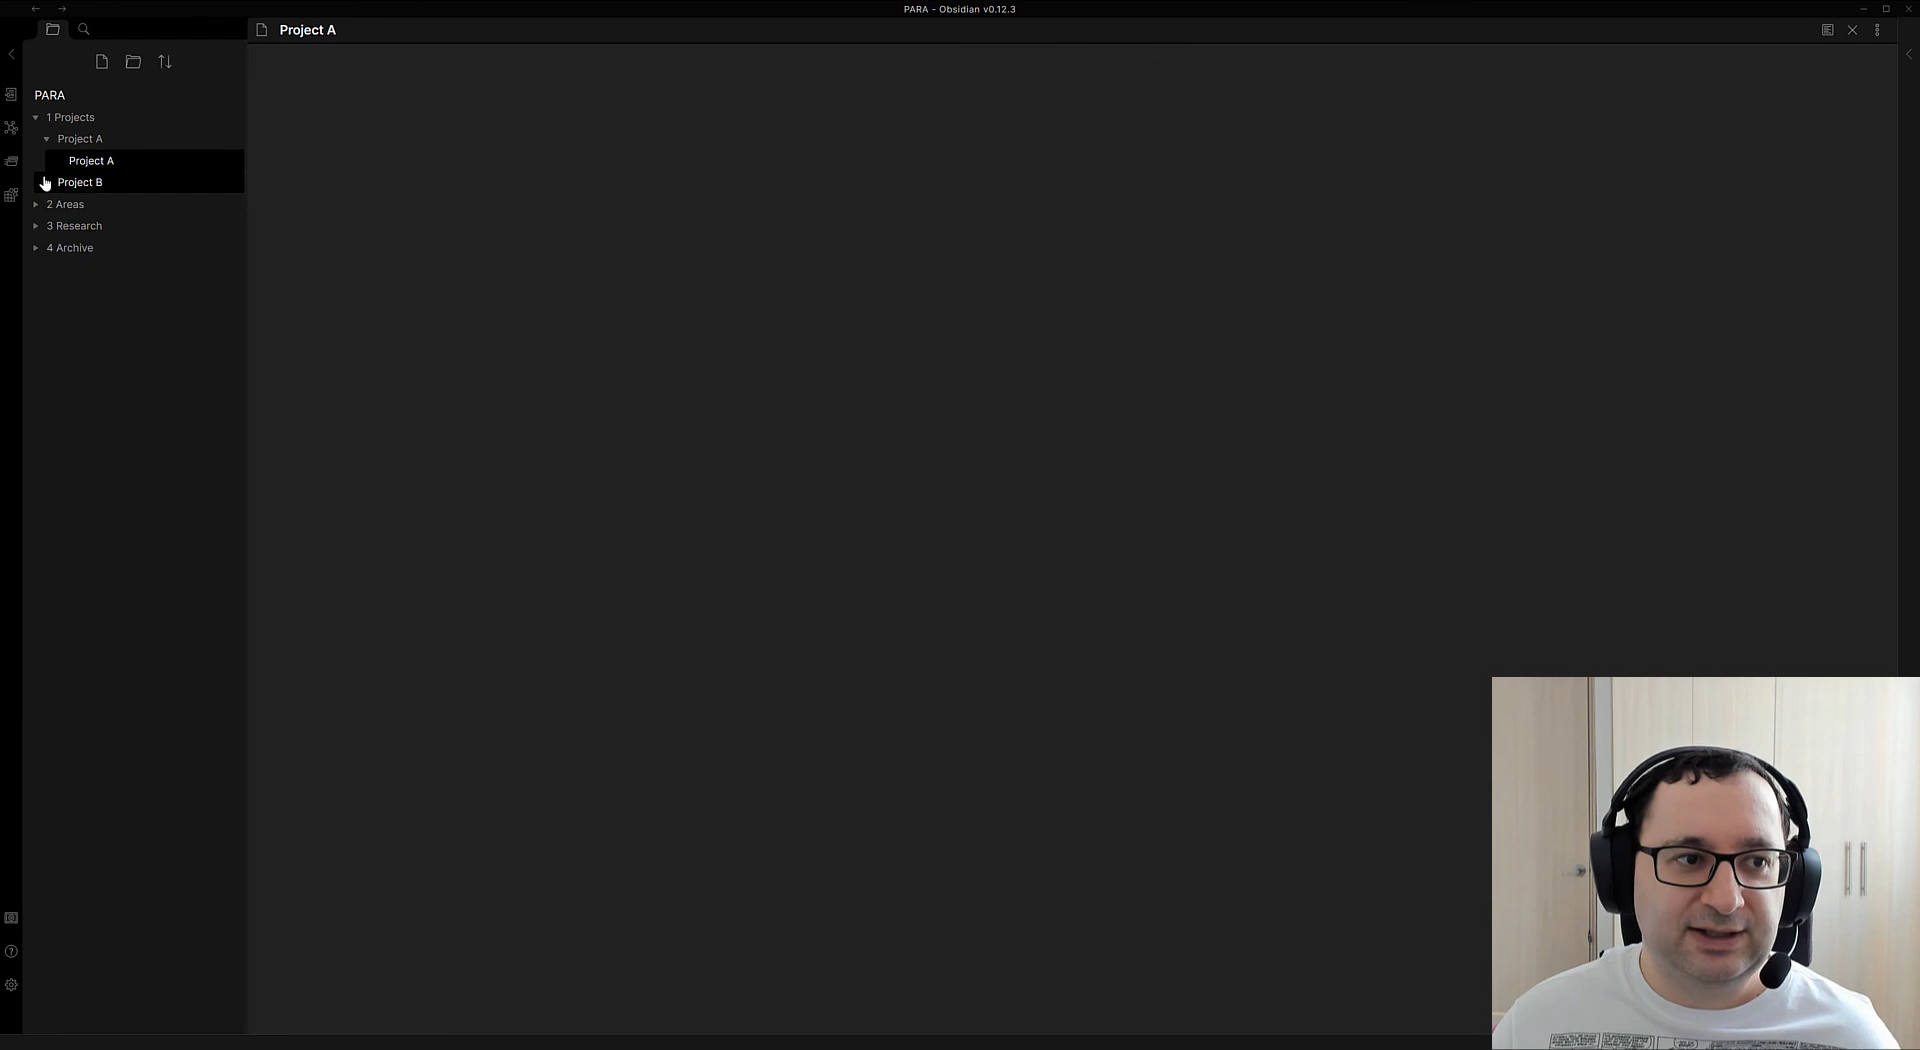 PARA - Obsidian v0.12.3
Project A
PARA
1 Projects
Project A
Project A
Project B
2 Areas
3 Research
4 Archive